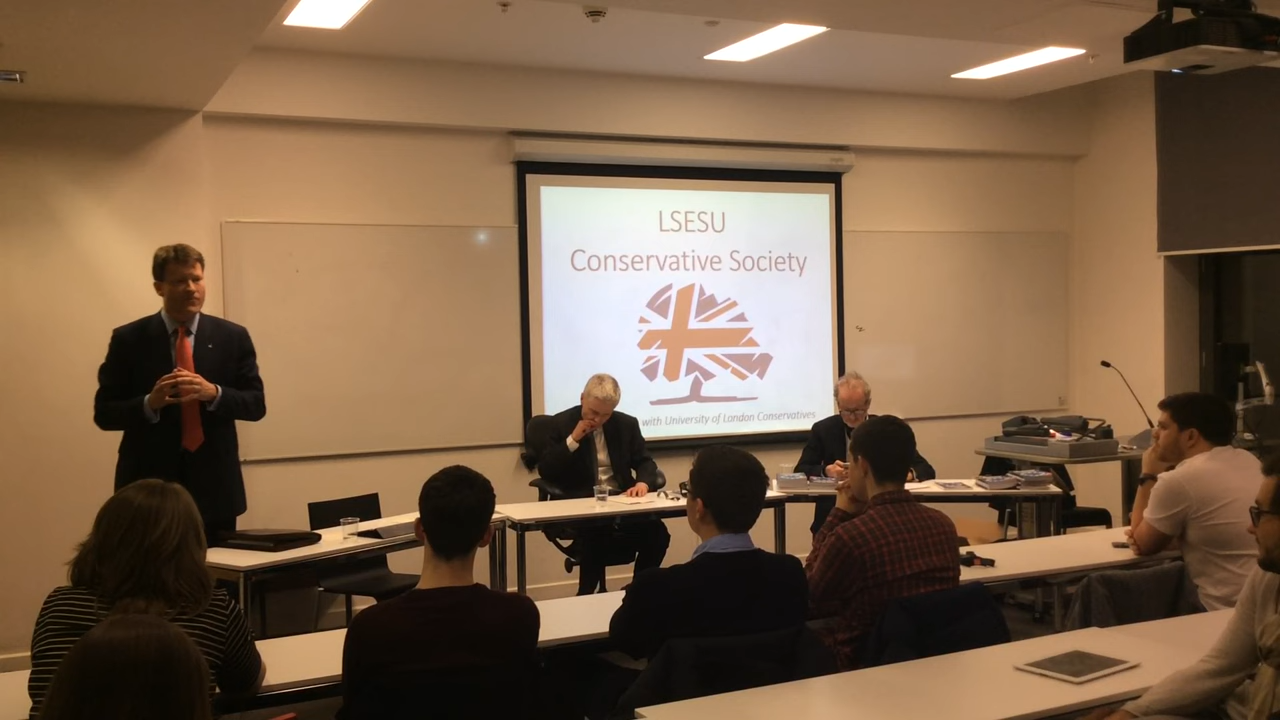 LSESU
Conservative Society
with University of London Conservatives